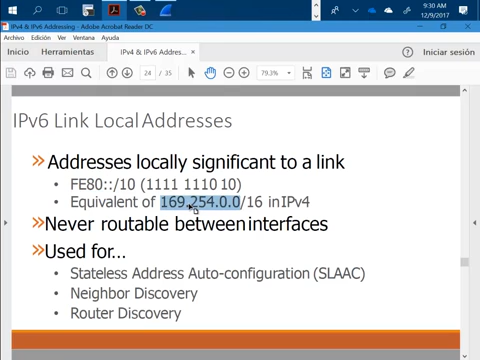 9:30 AM
12/9/2017
IPv4 & IPv6 Addressing - Adobe Acrobat Reader DC
Archivo Edición Ver Ventana Ayuda
Inicio Herramientas IPv4 & IPv6 Addres... × Iniciar sesión
24 / 35 79.3%
IPv6 Link Local Addresses
Addresses locally significant to a link
FE80::/10 (1111 1110 10)
Equivalent of 169.254.0.0/16 in IPv4
Never routable between interfaces
Used for...
Stateless Address Auto-configuration (SLAAC)
Neighbor Discovery
Router Discovery